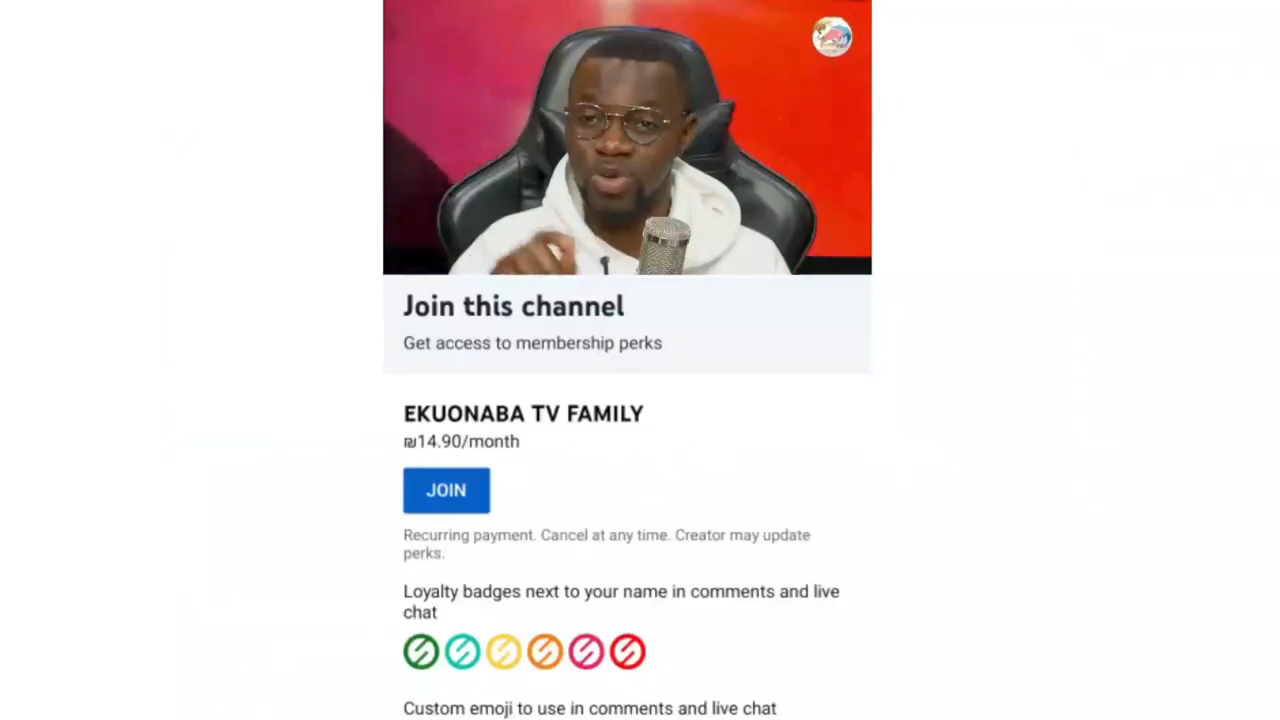 Join this channel
Get access to membership perks
EKUONABA TV FAMILY
₪14.90/month
JOIN
Recurring payment. Cancel at any time. Creator may update
perks.
Loyalty badges next to your name in comments and live
chat
Custom emoji to use in comments and live chat